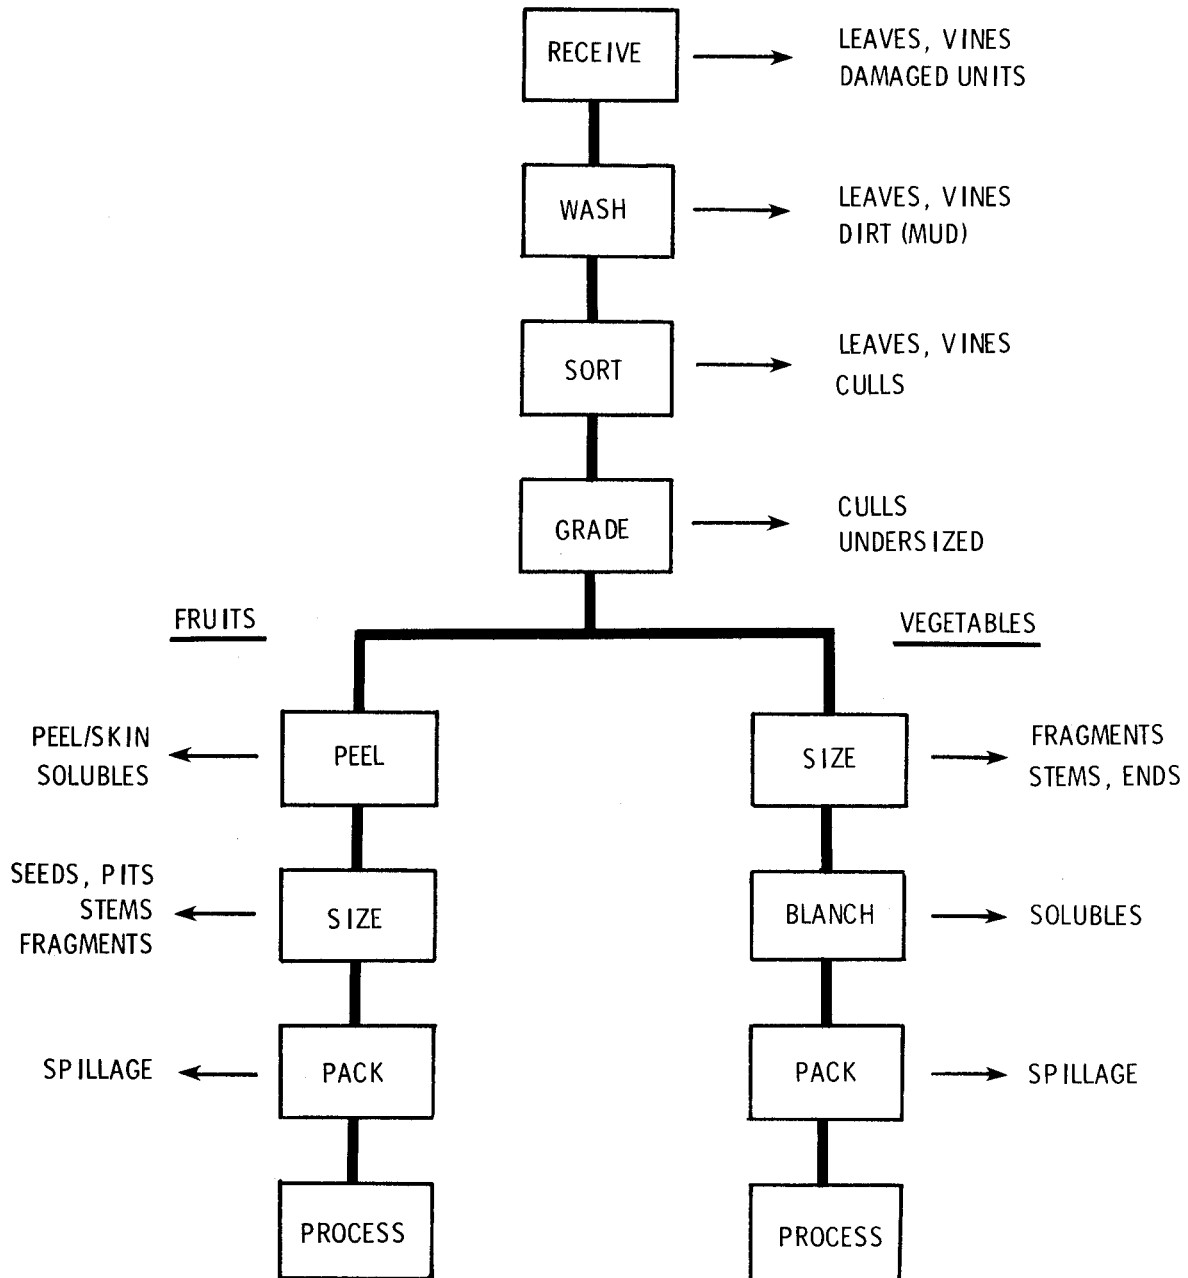 RECEIVE
LEAVES, VINES
DAMAGED UNITS
WASH
LEAVES, VINES
DIRT (MUD)
SORT
LEAVES, VINES
CULLS
GRADE
CULLS
UNDERSIZED
FRUITS
VEGETABLES
PEEL/SKIN
SOLUBLES
PEEL
SIZE
FRAGMENTS
STEMS, ENDS
SEEDS, PITS
STEMS
FRAGMENTS
SIZE
BLANCH
SOLUBLES
SPILLAGE
PACK
PACK
SPILLAGE
PROCESS
PROCESS